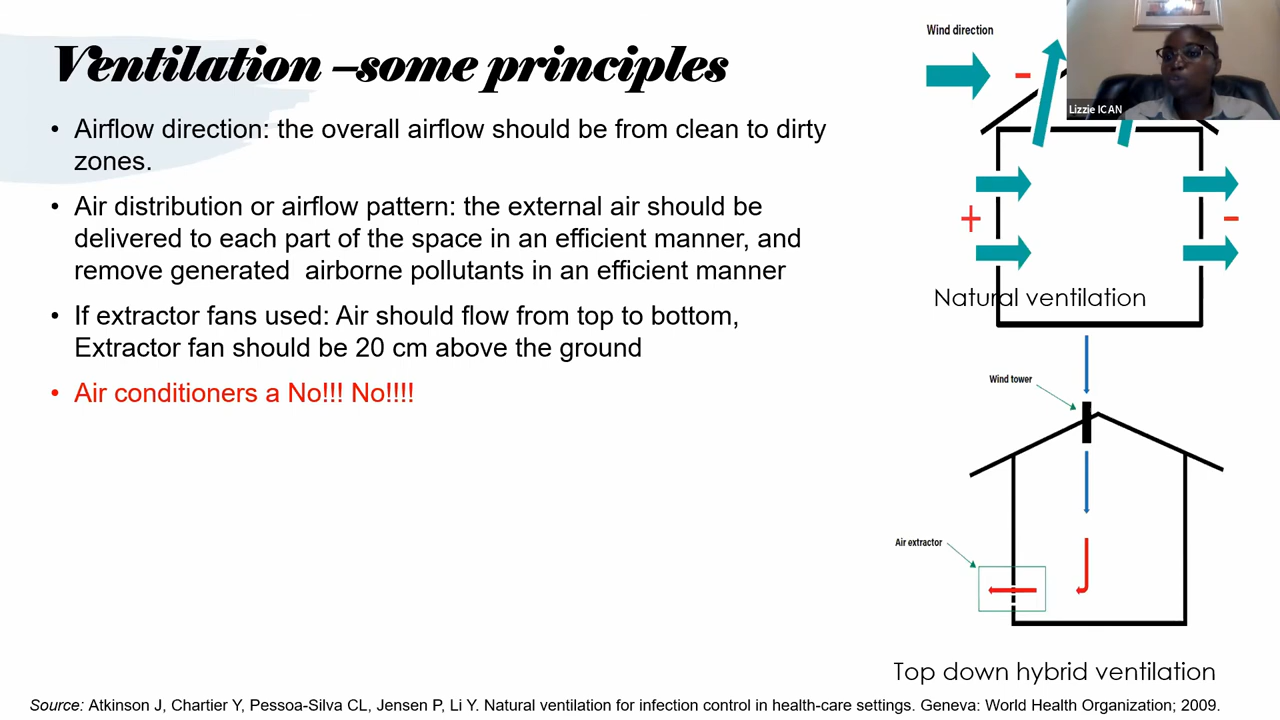 Ventilation –some principles
• Airflow direction: the overall airflow should be from clean to dirty
zones.
• Air distribution or airflow pattern: the external air should be
delivered to each part of the space in an efficient manner, and
remove generated  airborne pollutants in an efficient manner
• If extractor fans used: Air should flow from top to bottom,
Extractor fan should be 20 cm above the ground
• Air conditioners a No!!! No!!!!
Wind direction
-
Lizzie ICAN
+
-
Natural ventilation
Wind tower
Air extractor
Top down hybrid ventilation
Source: Atkinson J, Chartier Y, Pessoa-Silva CL, Jensen P, Li Y. Natural ventilation for infection control in health-care settings. Geneva: World Health Organization; 2009.